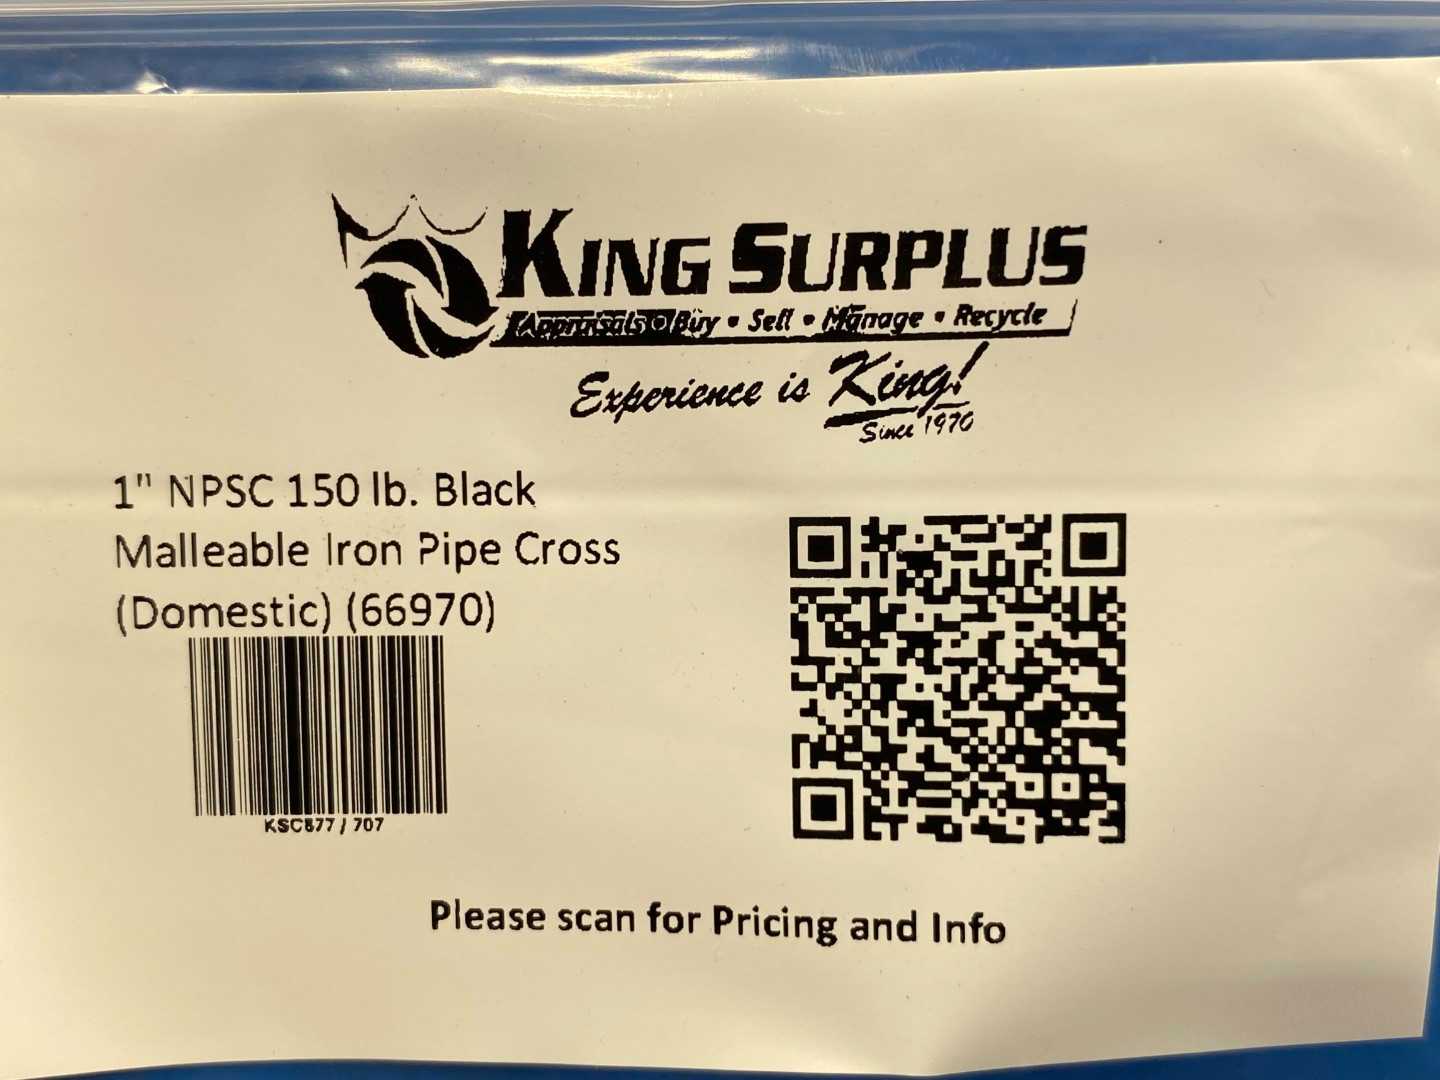 KING SURPLUS
Appraisals • Buy • Sell • Manage • Recycle
Experience is King!
Since 1970
1" NPSC 150 lb. Black
Malleable Iron Pipe Cross
(Domestic) (66970)
KSC877 / 707
Please scan for Pricing and Info